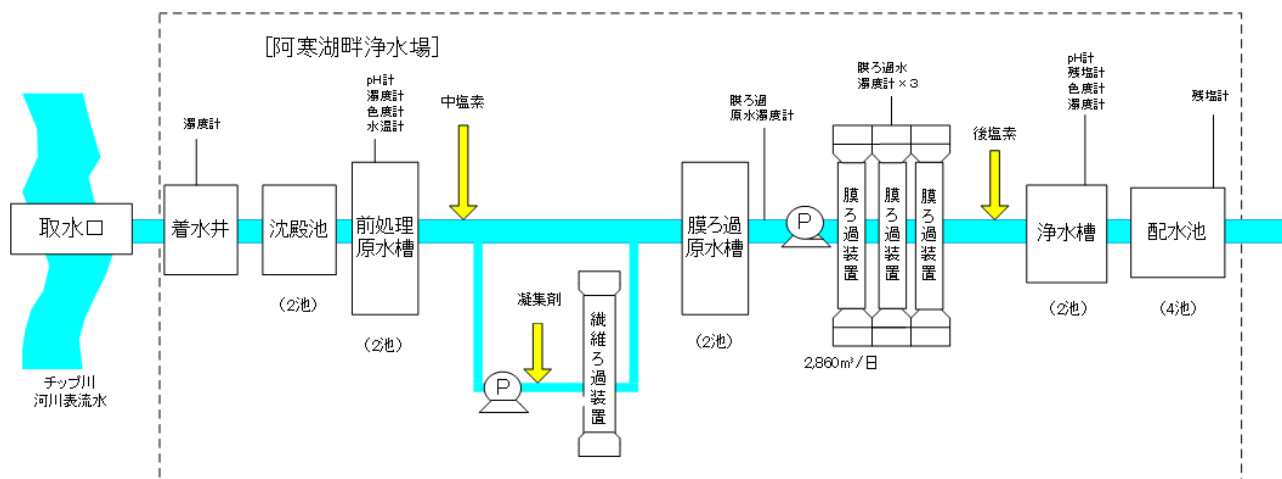 [阿寒湖畔浄水場]
濁度計
pH計
濁度計
色度計
水温計
中塩素
膜ろ過
原水濁度計
膜ろ過水
濁度計×3
後塩素
pH計
残塩計
色度計
濁度計
残塩計
取水口
着水井
沈殿池
前処理
原水槽
膜ろ過
原水槽
P
膜ろ過装置
膜ろ過装置
膜ろ過装置
浄水槽
配水池
(2池)
(2池)
凝集剤
P
繊維ろ過装置
(2池)
2,860m³/日
(2池)
(4池)
チップ川
河川表流水